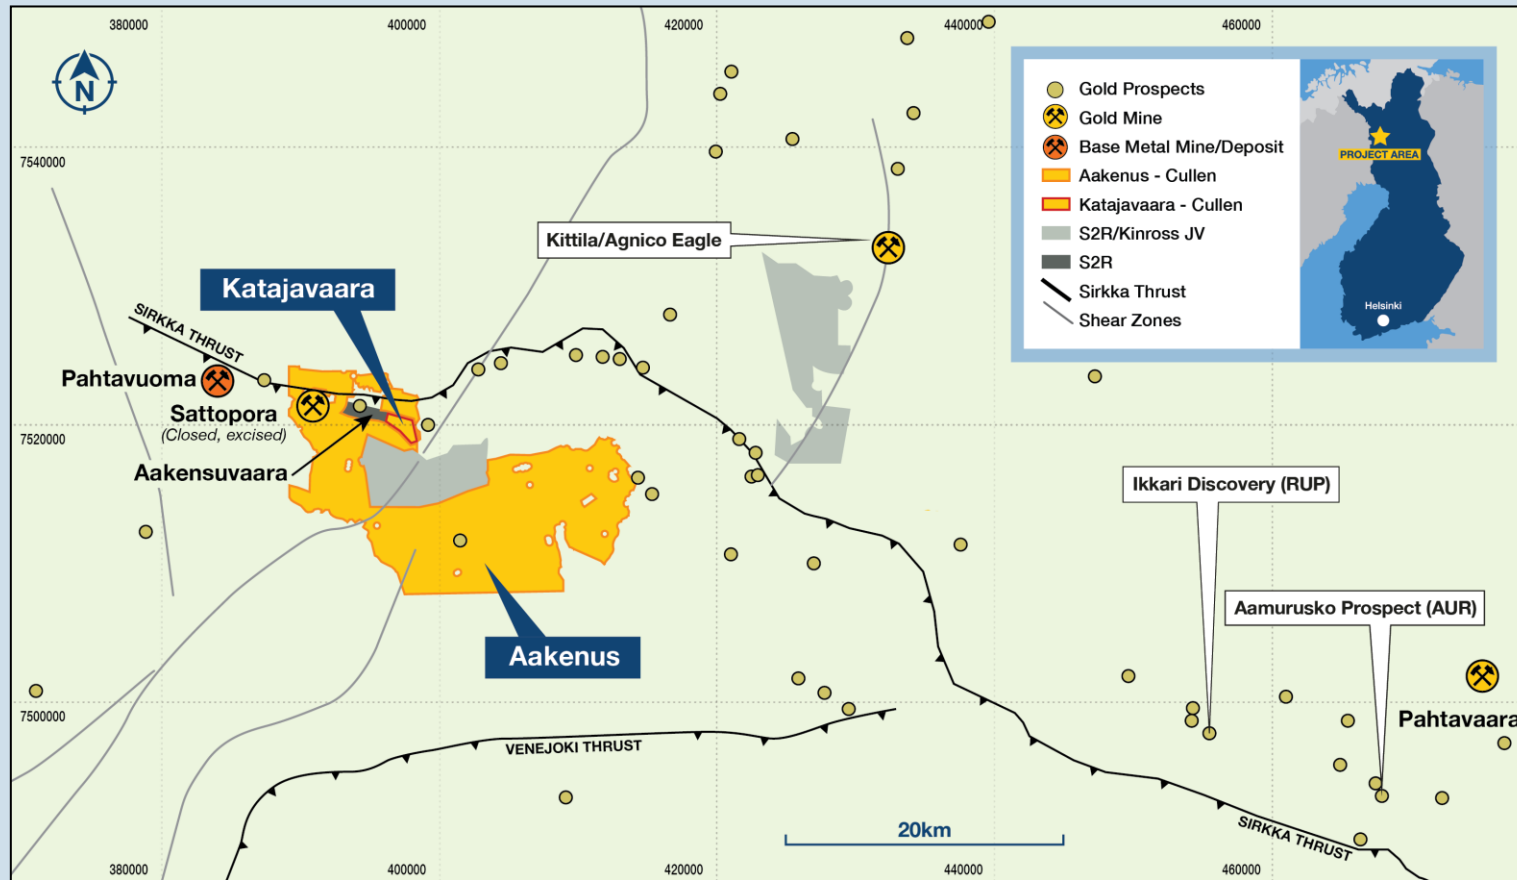 380000
400000
420000
440000
460000
N
Gold Prospects
Gold Mine
Base Metal Mine/Deposit
Aakenus - Cullen
Katajavaara - Cullen
S2R/Kinross JV
S2R
Sirkka Thrust
Shear Zones
PROJECT AREA
Helsinki
7540000
Kittila/Agnico Eagle
Katajavaara
SIRKKA THRUST
Pahtavuoma
Sattopora
(Closed, excised)
7520000
Aakensuvaara
Ikkari Discovery (RUP)
Aamurusko Prospect (AUR)
Aakenus
7500000
Pahtavaara
VENEJOKI THRUST
20km
SIRKKA THRUST
380000
400000
420000
440000
460000